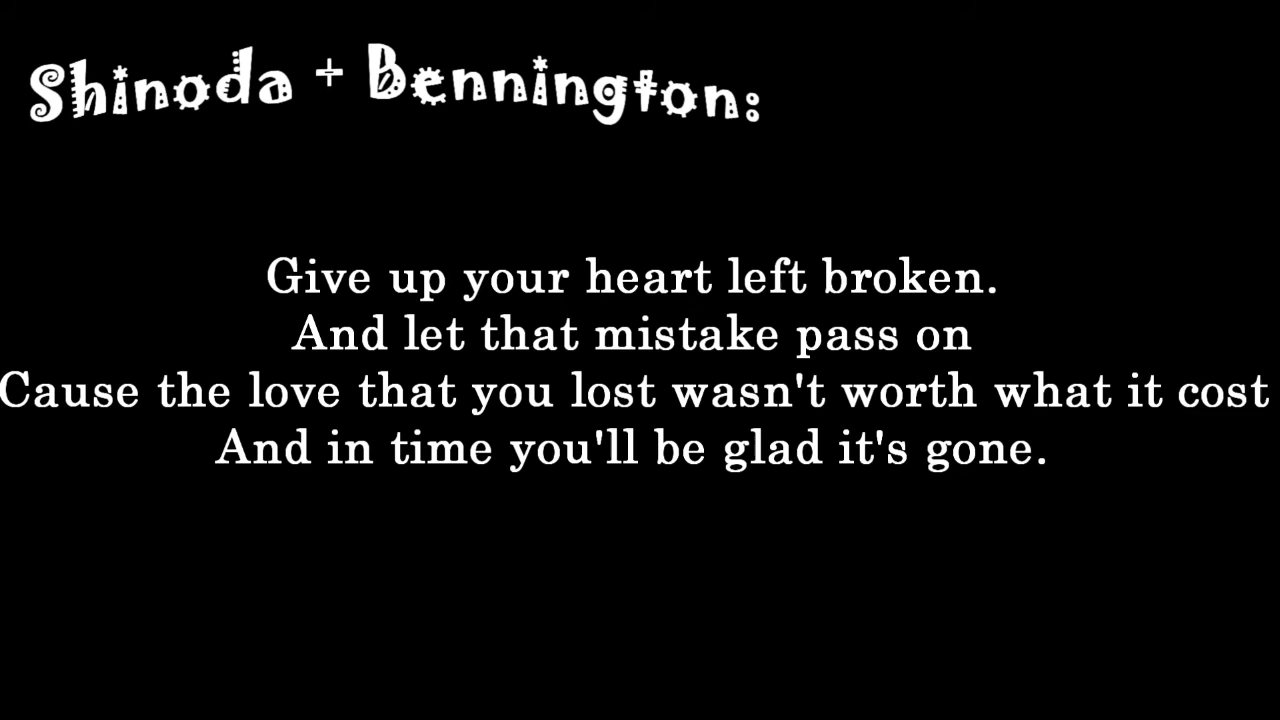 Shinoda + Bennington:
Give up your heart left broken.
And let that mistake pass on
Cause the love that you lost wasn't worth what it cost
And in time you'll be glad it's gone.